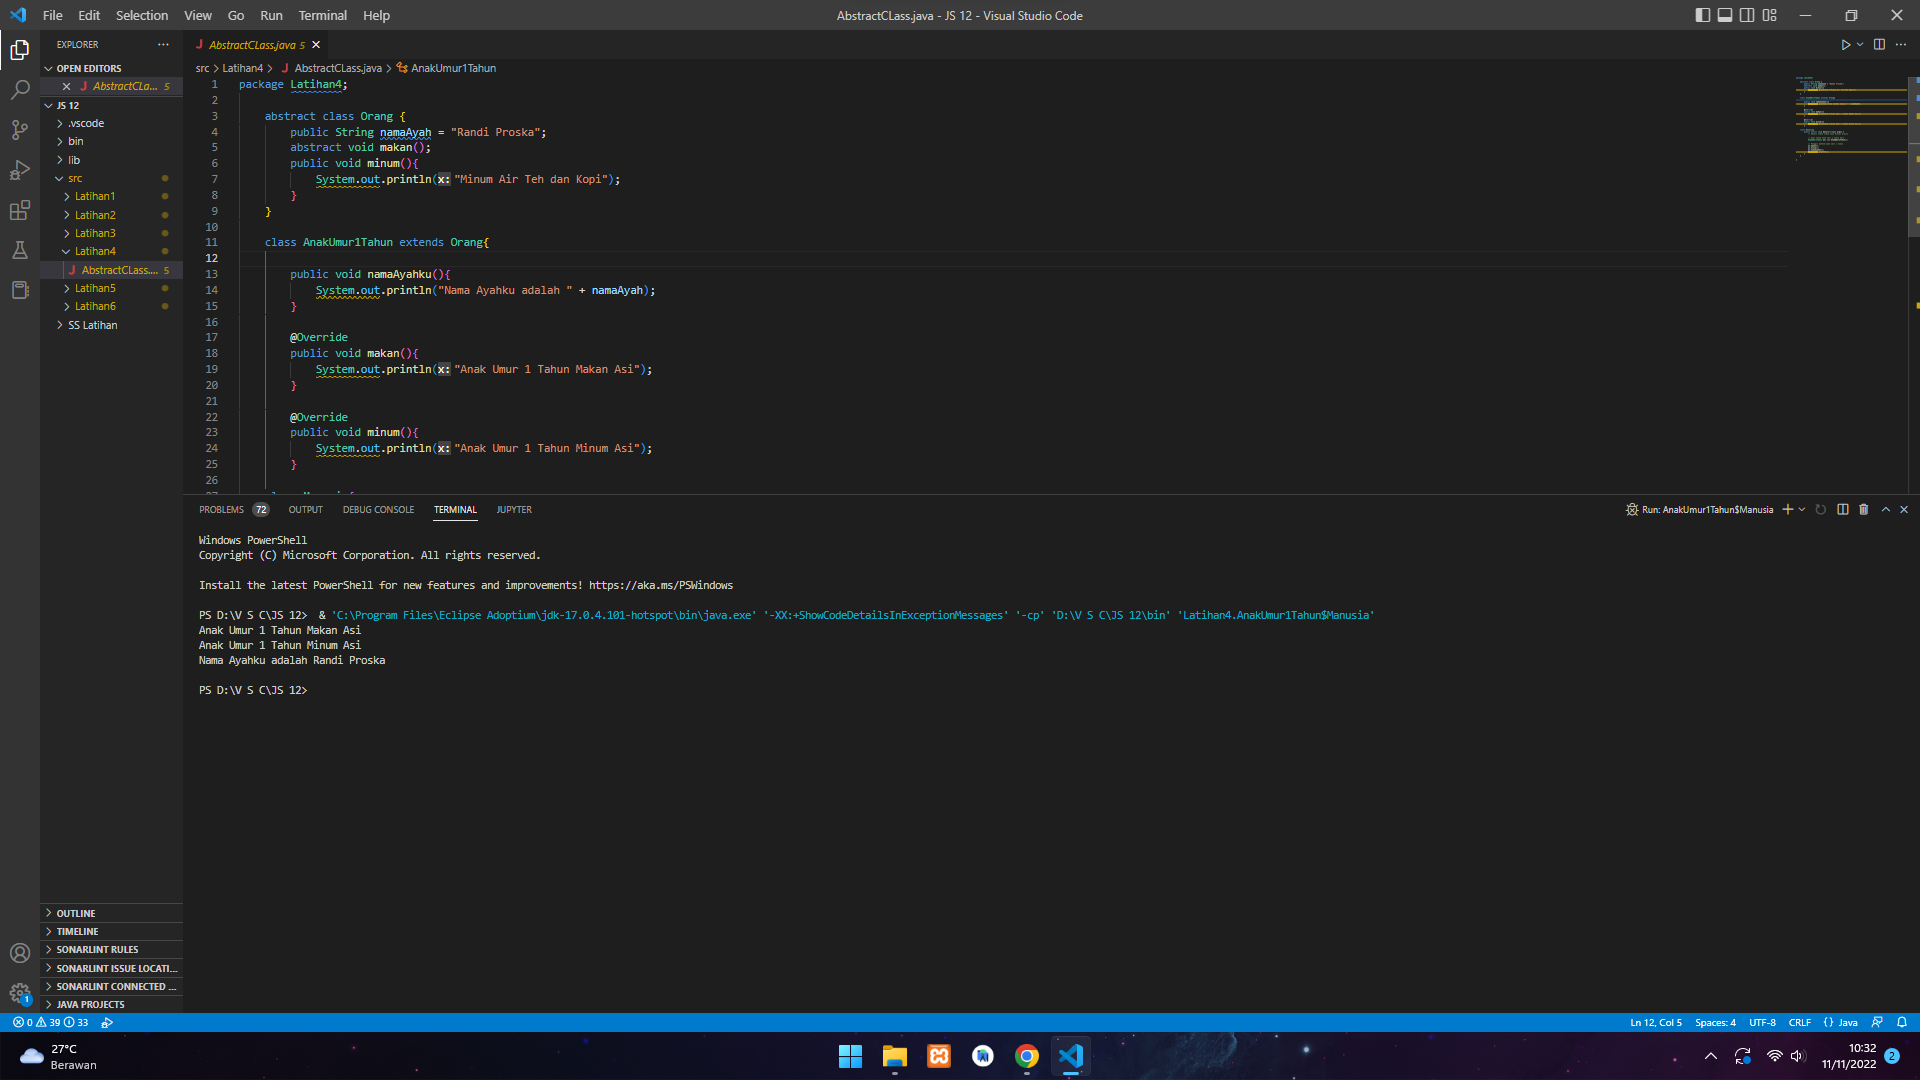 File Edit Selection View Go Run Terminal Help
AbstractCLass.java - JS 12 - Visual Studio Code
EXPLORER
OPEN EDITORS
AbstractCLa... 5
JS 12
.vscode
bin
lib
src
Latihan1
Latihan2
Latihan3
Latihan4
AbstractCLass.... 5
Latihan5
Latihan6
SS Latihan
OUTLINE
TIMELINE
SONARLINT RULES
SONARLINT ISSUE LOCATI...
SONARLINT CONNECTED ...
JAVA PROJECTS
AbstractCLass.java 5
src > Latihan4 > AbstractCLass.java > AnakUmur1Tahun
1 package Latihan4;
2
3 abstract class Orang {
4 public String namaAyah = "Randi Proska";
5 abstract void makan();
6 public void minum(){
7 System.out.println(x: "Minum Air Teh dan Kopi");
8 }
9 }
10
11 class AnakUmur1Tahun extends Orang{
12
13 public void namaAyahku(){
14 System.out.println("Nama Ayahku adalah " + namaAyah);
15 }
16
17 @Override
18 public void makan(){
19 System.out.println(x: "Anak Umur 1 Tahun Makan Asi");
20 }
21
22 @Override
23 public void minum(){
24 System.out.println(x: "Anak Umur 1 Tahun Minum Asi");
25 }
26
PROBLEMS 72 OUTPUT DEBUG CONSOLE TERMINAL JUPYTER
Run: AnakUmur1Tahun$Manusia
Windows PowerShell
Copyright (C) Microsoft Corporation. All rights reserved.
Install the latest PowerShell for new features and improvements! https://aka.ms/PSWindows
PS D:\V S C\JS 12> & 'C:\Program Files\Eclipse Adoptium\jdk-17.0.4.101-hotspot\bin\java.exe' '-XX:+ShowCodeDetailsInExceptionMessages' '-cp' 'D:\V S C\JS 12\bin' 'Latihan4.AnakUmur1Tahun$Manusia'
Anak Umur 1 Tahun Makan Asi
Anak Umur 1 Tahun Minum Asi
Nama Ayahku adalah Randi Proska
PS D:\V S C\JS 12>
1
0 39 33
Ln 12, Col 5 Spaces: 4 UTF-8 CRLF {} Java
27°C
Berawan
10:32
11/11/2022
2